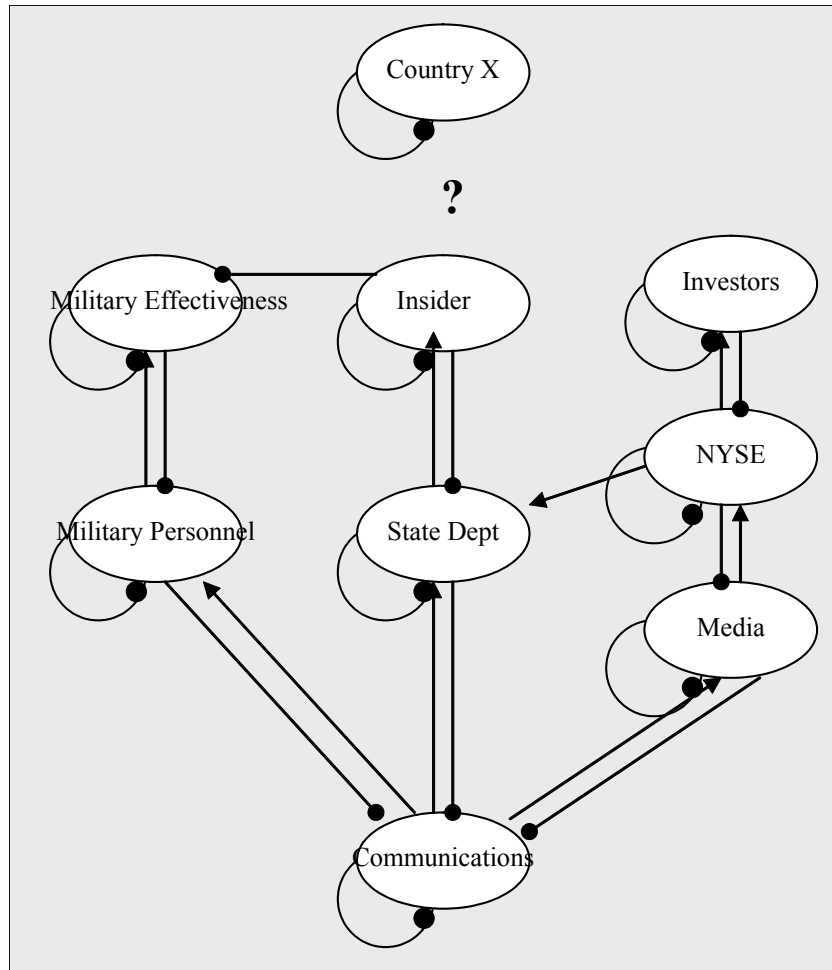 Country X
?
Military Effectiveness
Insider
Investors
NYSE
Military Personnel
State Dept
Media
Communications